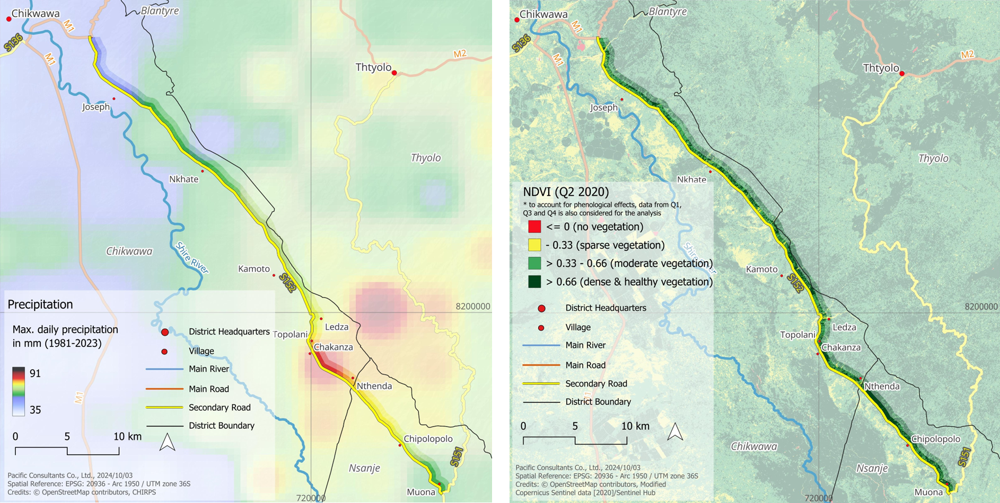 Chikwawa
Blantyre
M1
S136
M1
M2
Thtyolo
Joseph
Thyolo
Nkhate
Chikwawa
Shire River
Kamoto
S152
8200000
Precipitation
Max. daily precipitation
in mm (1981-2023)
91
35
District Headquarters
Village
Main River
Main Road
Secondary Road
District Boundary
0 5 10 km
Topolani
Ledza
Chakanza
Nthenda
M1
Chipolopolo
S151
Nsanje
Muona
720000
Pacific Consultants Co., Ltd., 2024/10/03
Spatial Reference: EPSG: 20936 - Arc 1950 / UTM zone 36S
Credits: © OpenStreetMap contributors, CHIRPS
Chikwawa
Blantyre
M1
S136
M1
M2
Thtyolo
Joseph
Thyolo
Nkhate
NDVI (Q2 2020)
* to account for phenological effects, data from Q1,
Q3 and Q4 is also considered for the analysis
<= 0 (no vegetation)
- 0.33 (sparse vegetation)
> 0.33 - 0.66 (moderate vegetation)
> 0.66 (dense & healthy vegetation)
Shire River
Kamoto
S152
8200000
District Headquarters
Village
Main River
Main Road
Secondary Road
District Boundary
0 5 10 km
Topolani
Ledza
Chakanza
Nthenda
Chipolopolo
S151
Chikwawa
Nsanje
Muona
720000
Pacific Consultants Co., Ltd., 2024/10/03
Spatial Reference: EPSG: 20936 - Arc 1950 / UTM zone 36S
Credits: © OpenStreetMap contributors, Modified
Copernicus Sentinel data [2020]/Sentinel Hub